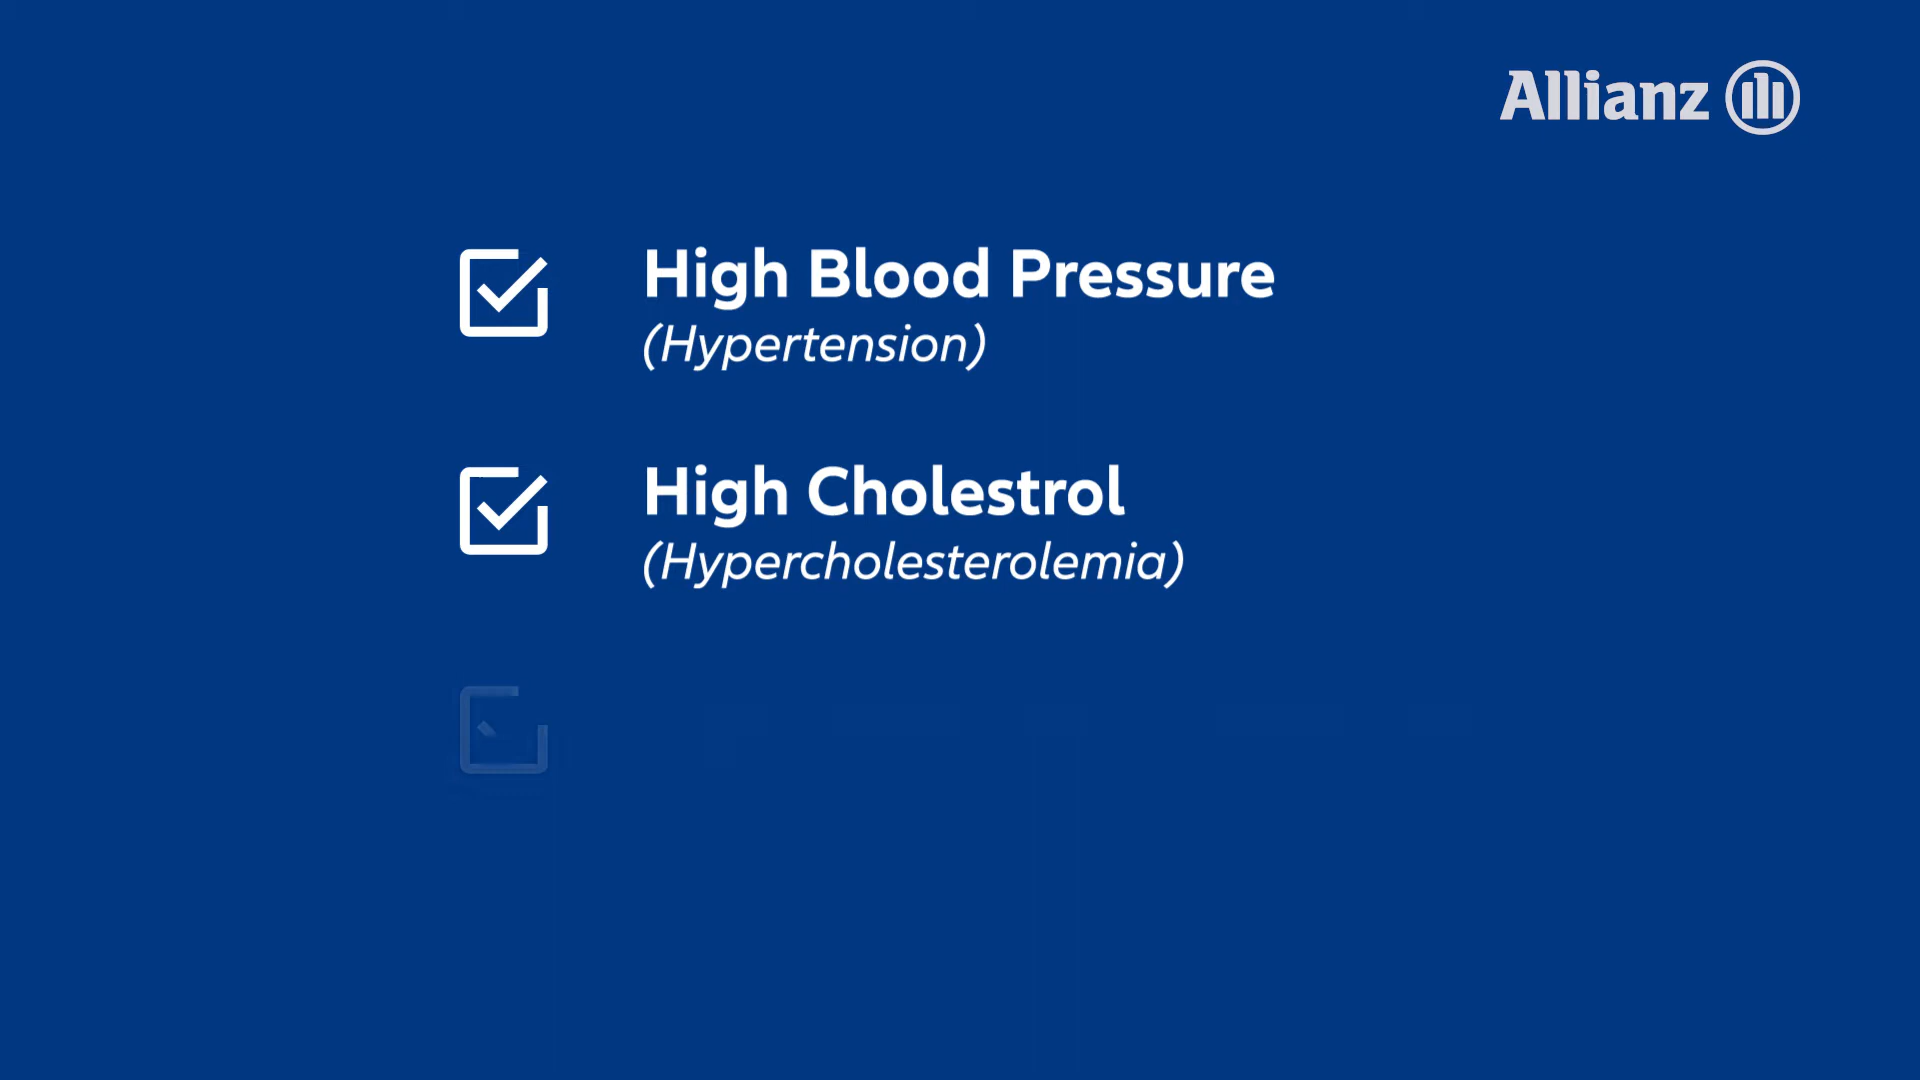 Allianz
High Blood Pressure
(Hypertension)
High Cholestrol
(Hypercholesterolemia)